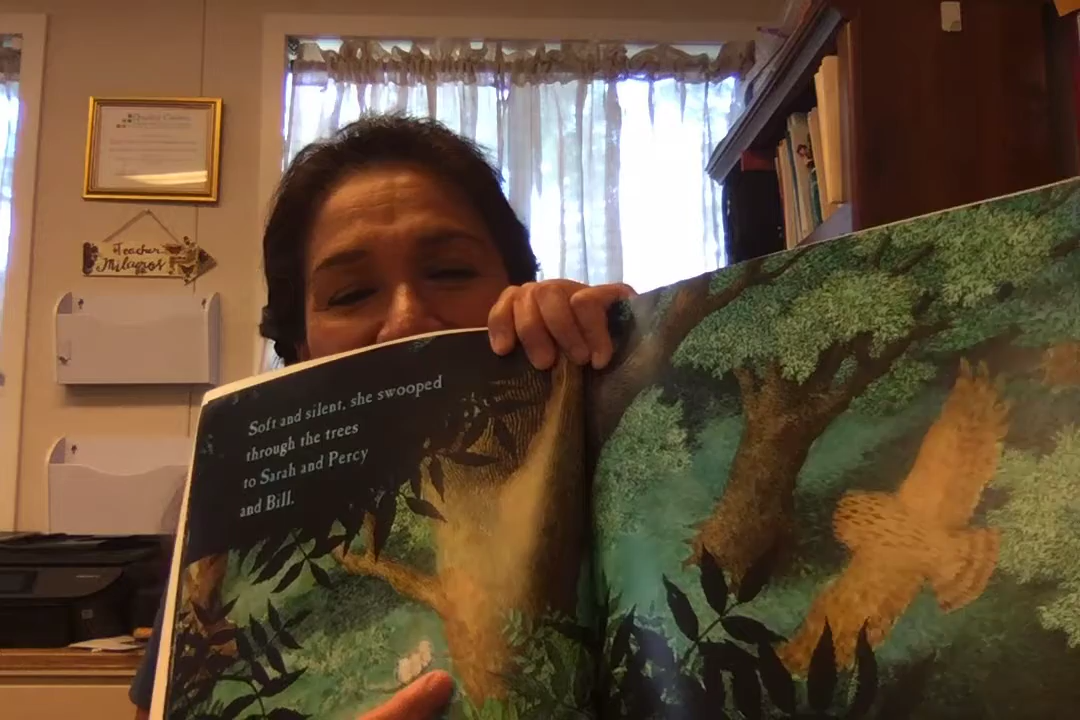 Teacher
Milagros
Soft and silent, she swooped
through the trees
to Sarah and Percy
and Bill.